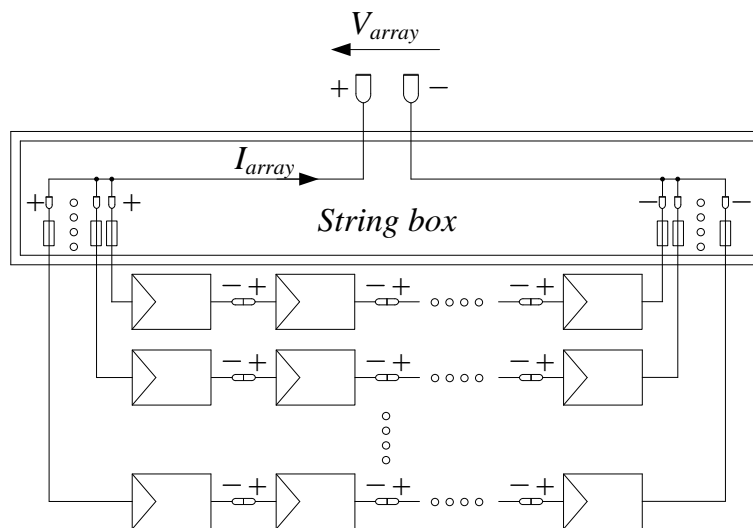 V_array
+ −
I_array
+ + − −
String box
− + − + − +
− + − + − +
− + − + − +